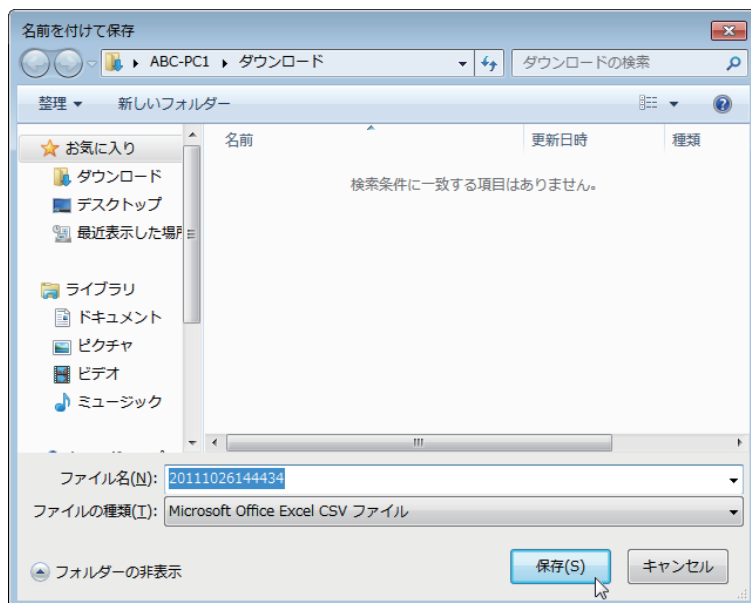 名前を付けて保存
ABC-PC1 ▸ ダウンロード
ダウンロードの検索
整理 ▼ 新しいフォルダー
お気に入り
ダウンロード
デスクトップ
最近表示した場所
ライブラリ
ドキュメント
ピクチャ
ビデオ
ミュージック
名前 更新日時 種類
検索条件に一致する項目はありません。
ファイル名(N): 20111026144434
ファイルの種類(T): Microsoft Office Excel CSV ファイル
フォルダーの非表示
保存(S) キャンセル